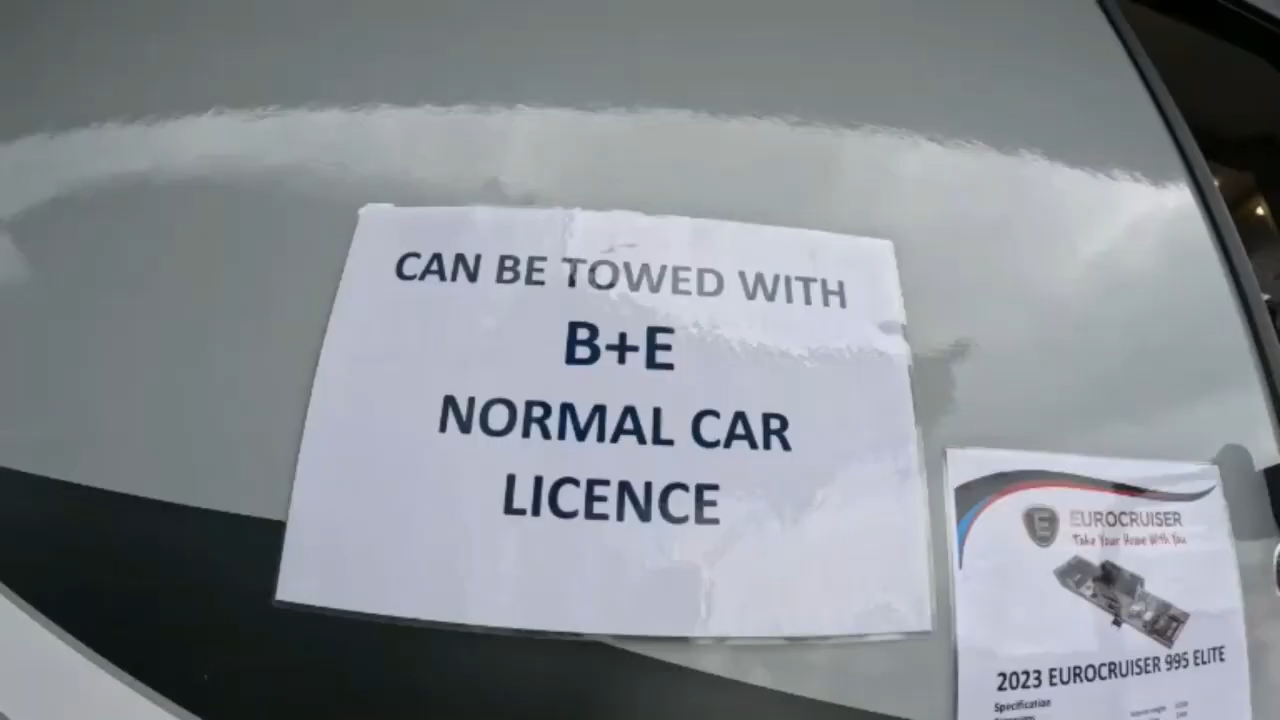 CAN BE TOWED WITH
B+E
NORMAL CAR
LICENCE
E
EUROCRUISER
Take Your Home With You
2023 EUROCRUISER 995 ELITE
Specification